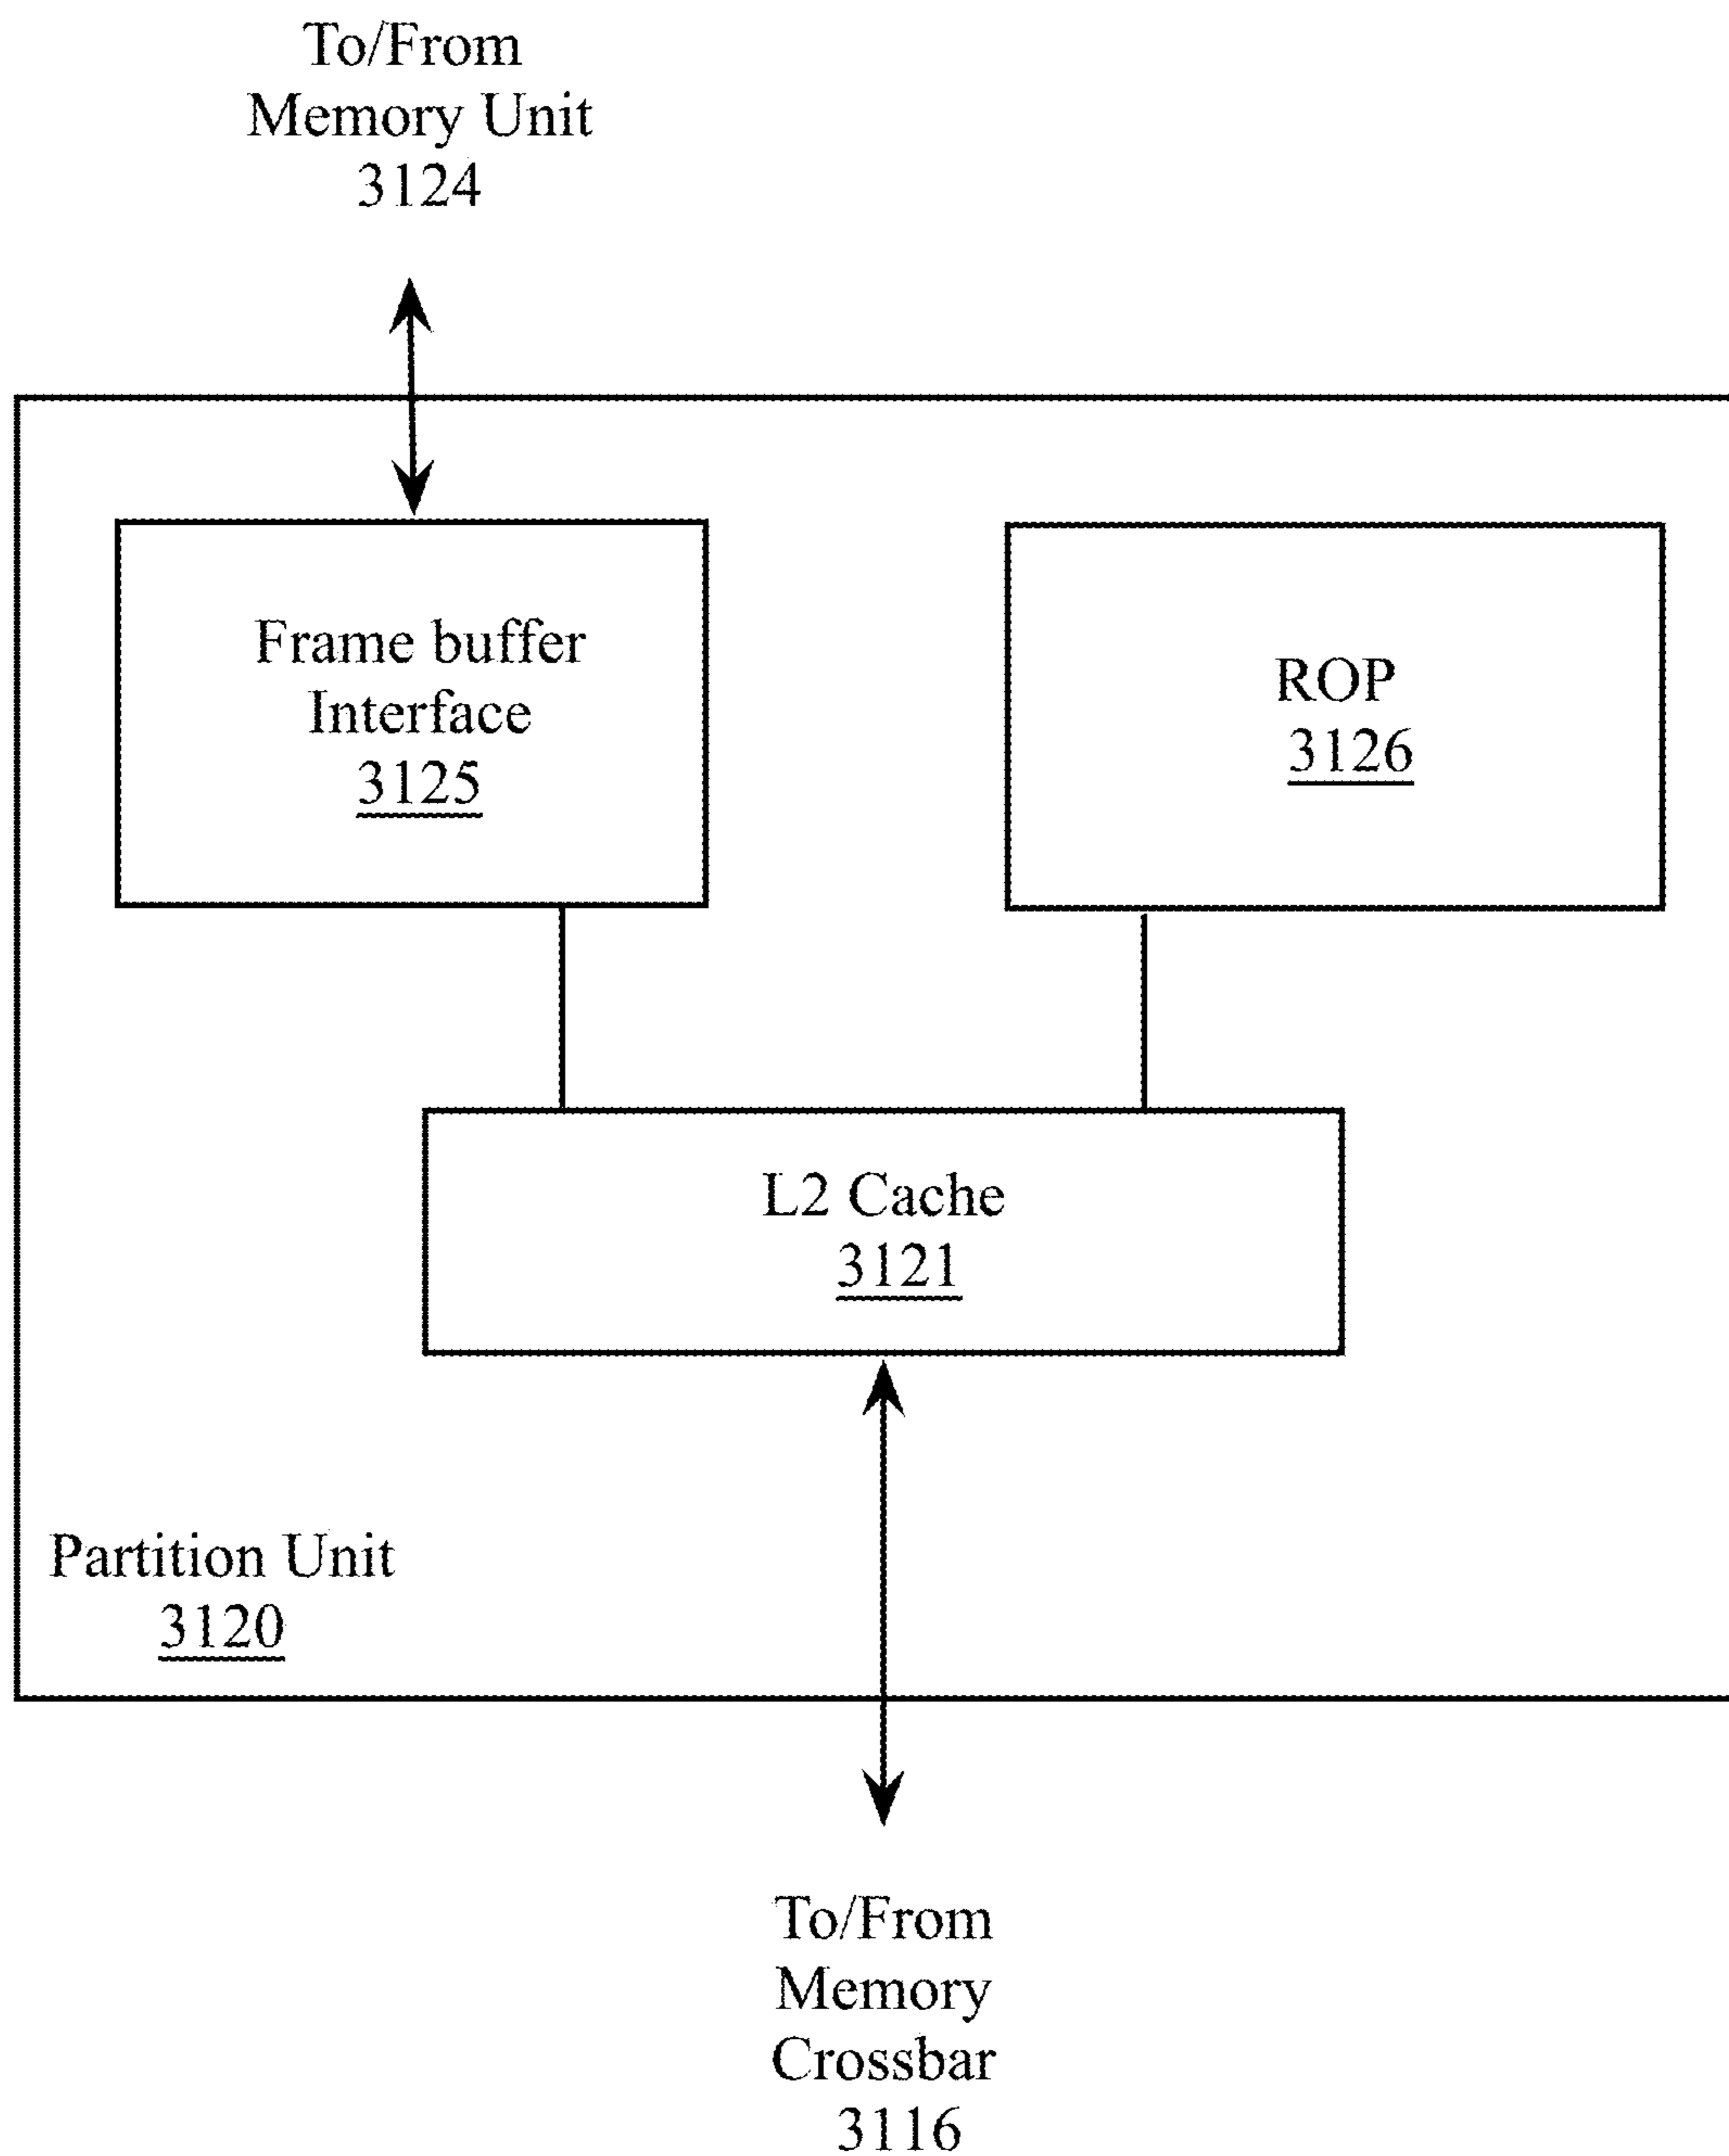 To/From
Memory Unit
3124
Frame buffer
Interface
3125
ROP
3126
L2 Cache
3121
Partition Unit
3120
To/From
Memory
Crossbar
3116